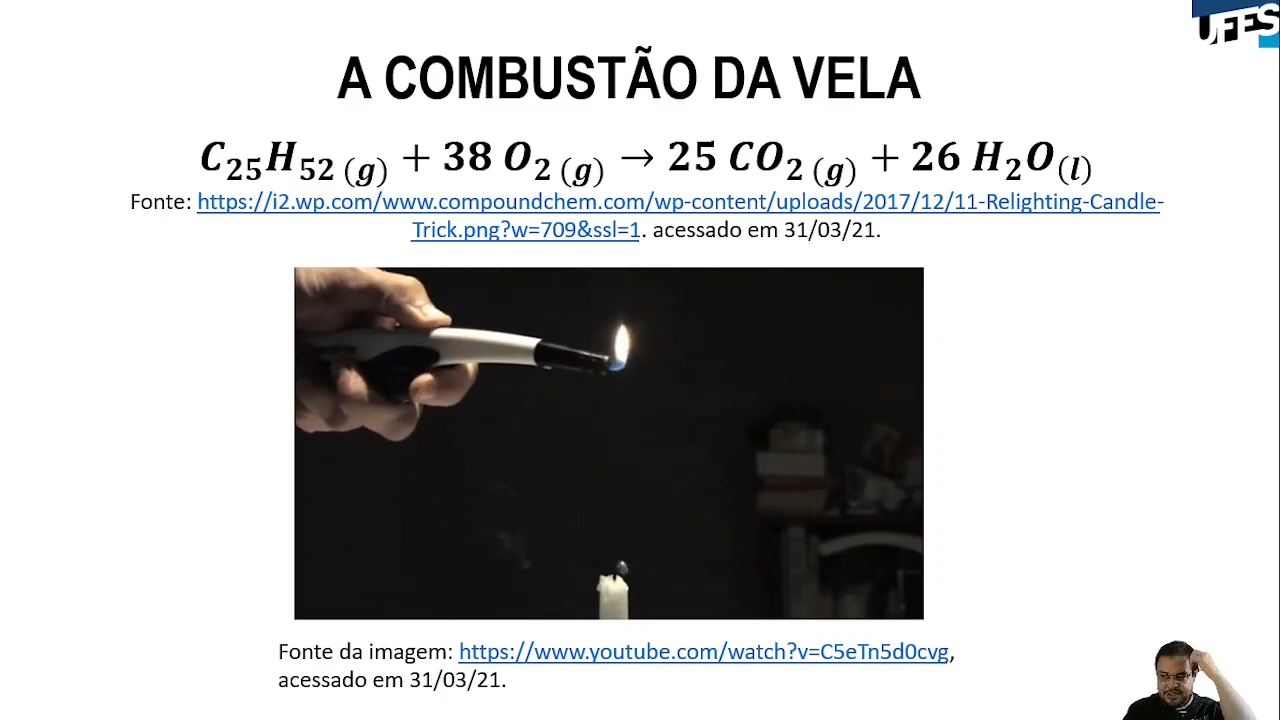 UFES
A COMBUSTÃO DA VELA
C₂₅H₅₂ (g) + 38 O₂ (g) → 25 CO₂ (g) + 26 H₂O(l)
Fonte: https://i2.wp.com/www.compoundchem.com/wp-content/uploads/2017/12/11-Relighting-Candle-
Trick.png?w=709&ssl=1. acessado em 31/03/21.
Fonte da imagem: https://www.youtube.com/watch?v=C5eTn5d0cvg,
acessado em 31/03/21.